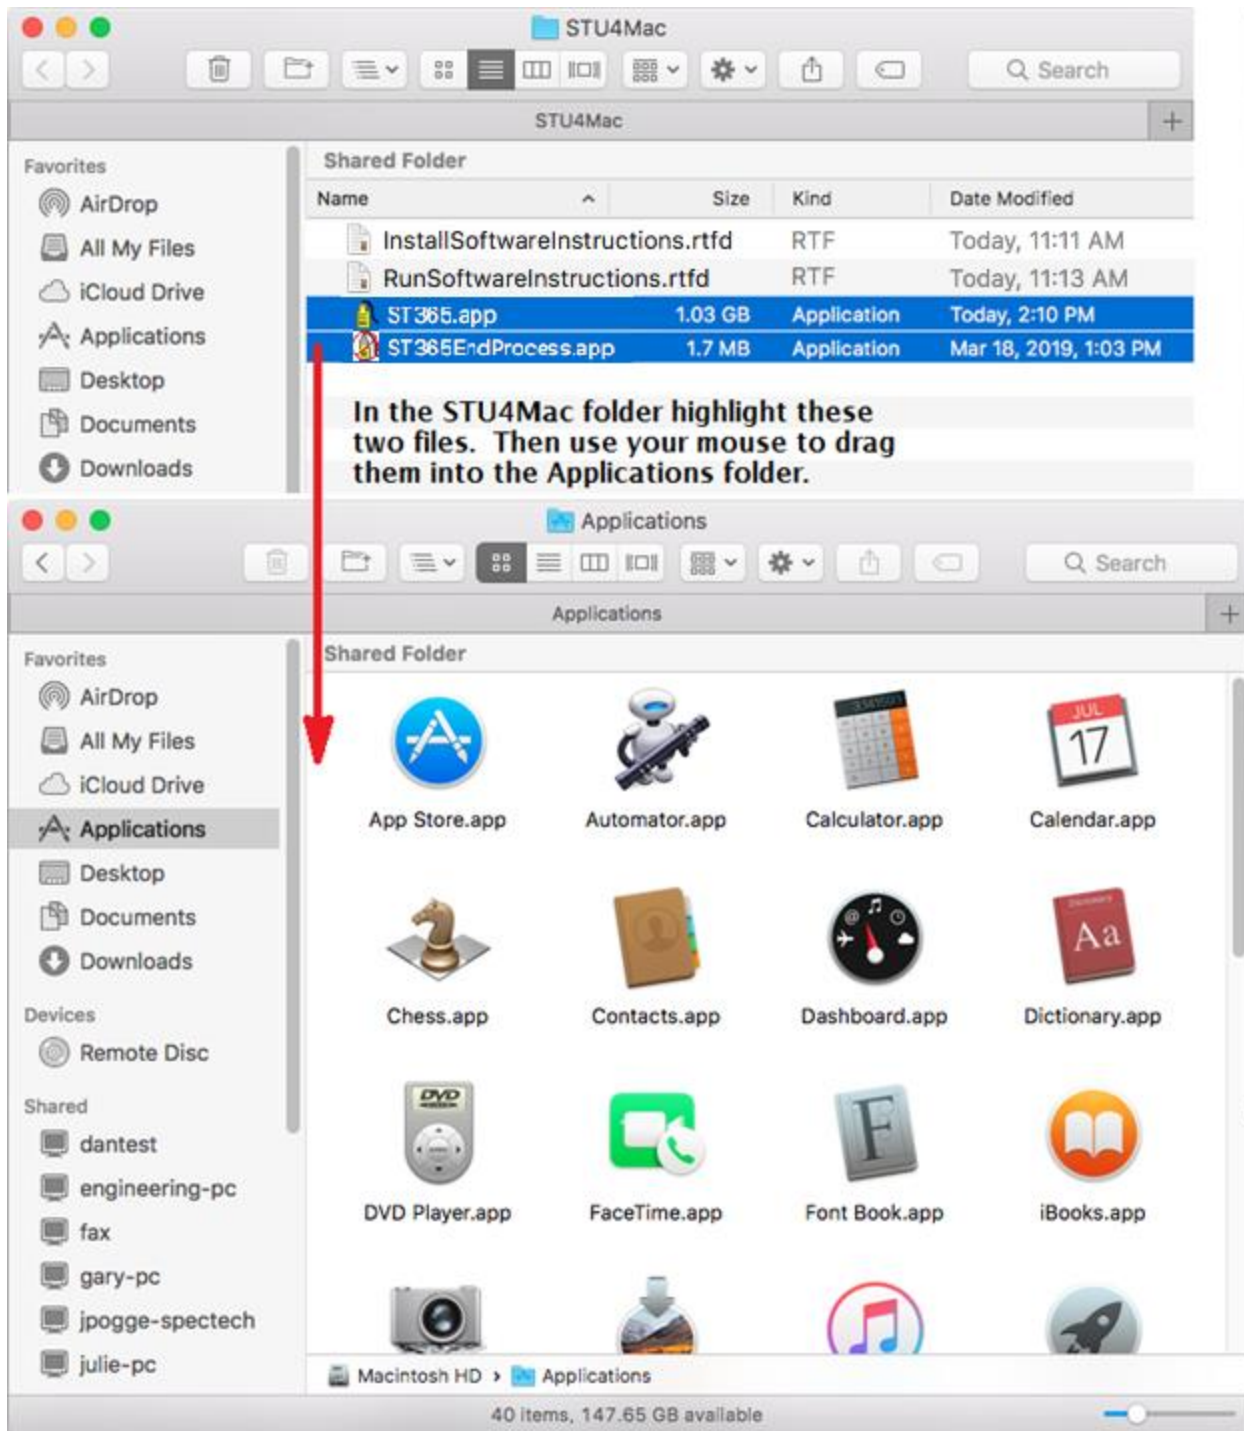 STU4Mac
Search
STU4Mac
+
Favorites
AirDrop
All My Files
iCloud Drive
Applications
Desktop
Documents
Downloads
Shared Folder
Name Size Kind Date Modified
InstallSoftwareInstructions.rtfd RTF Today, 11:11 AM
RunSoftwareInstructions.rtfd RTF Today, 11:13 AM
ST365.app 1.03 GB Application Today, 2:10 PM
ST365EndProcess.app 1.7 MB Application Mar 18, 2019, 1:03 PM
In the STU4Mac folder highlight these
two files. Then use your mouse to drag
them into the Applications folder.
Applications
Search
Applications
+
Favorites
AirDrop
All My Files
iCloud Drive
Applications
Desktop
Documents
Downloads
Devices
Remote Disc
Shared
dantest
engineering-pc
fax
gary-pc
jpogge-spectech
julie-pc
Shared Folder
JUL
17
App Store.app Automator.app Calculator.app Calendar.app
Dictionary
Aa
Chess.app Contacts.app Dashboard.app Dictionary.app
DVD
F
DVD Player.app FaceTime.app Font Book.app iBooks.app
Macintosh HD › Applications
40 items, 147.65 GB available